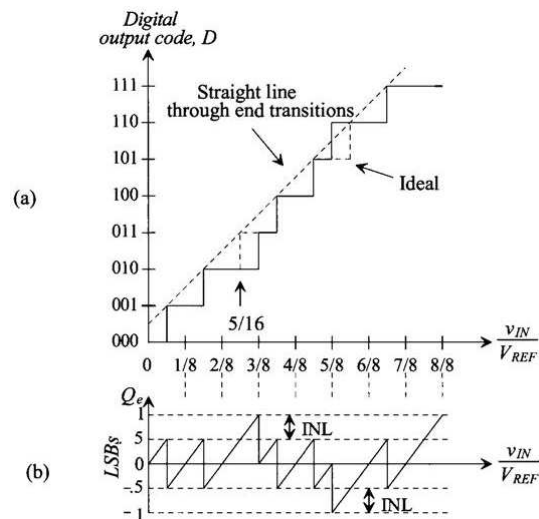 Digital
output code, D
(a)
111
110
101
100
011
010
001
000
Straight line
through end transitions
Ideal
5/16
0 1/8 2/8 3/8 4/8 5/8 6/8 7/8 8/8
v_IN
V_REF
(b)
Q_e
LSBs
1
.5
0
-.5
-1
INL
INL
v_IN
V_REF